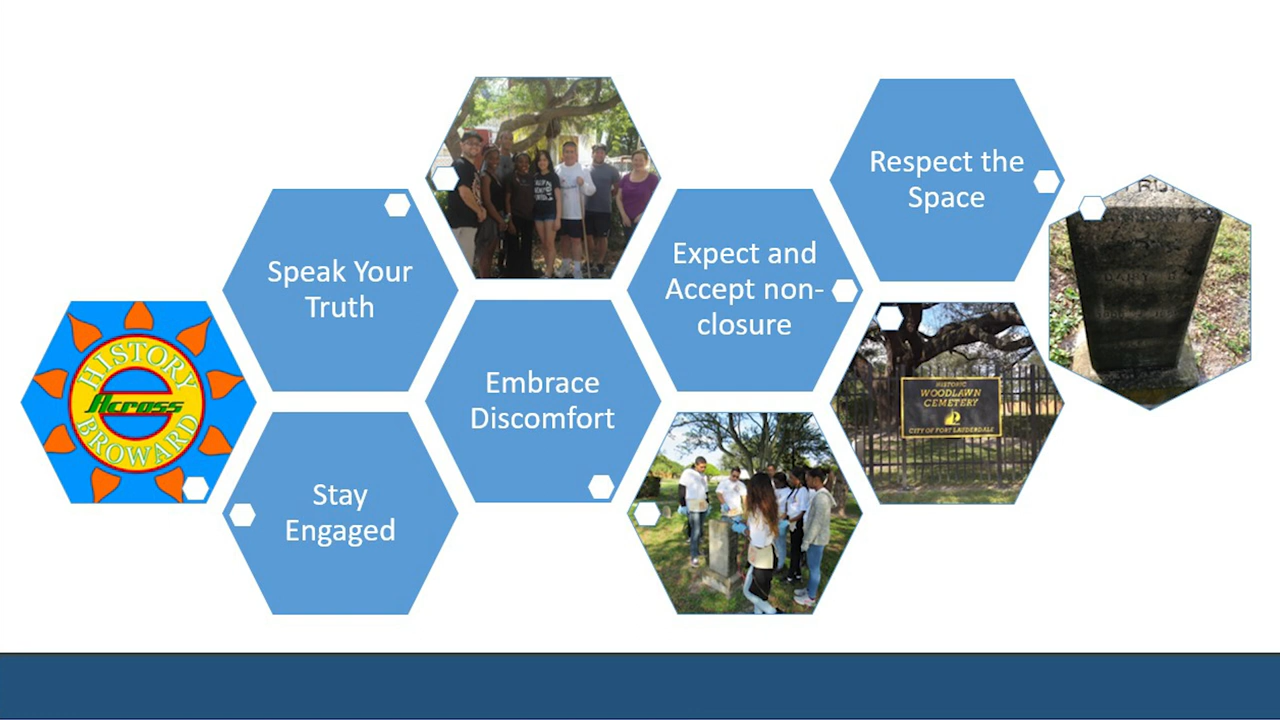 HISTORY
Across
BROWARD
Speak Your
Truth
Stay
Engaged
Embrace
Discomfort
Expect and
Accept non-
closure
Respect the
Space
HISTORIC
WOODLAWN
CEMETERY
CITY OF FORT LAUDERDALE